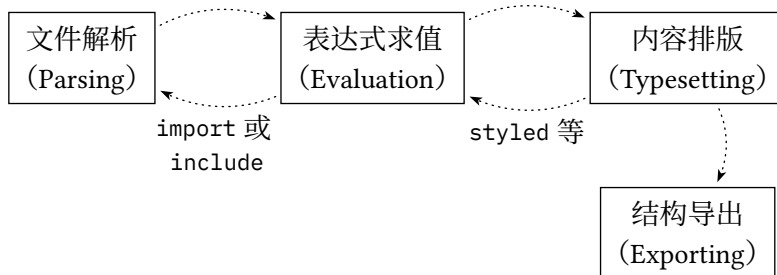 文件解析
（Parsing）
表达式求值
（Evaluation）
内容排版
（Typesetting）
import 或
include
styled 等
结构导出
（Exporting）